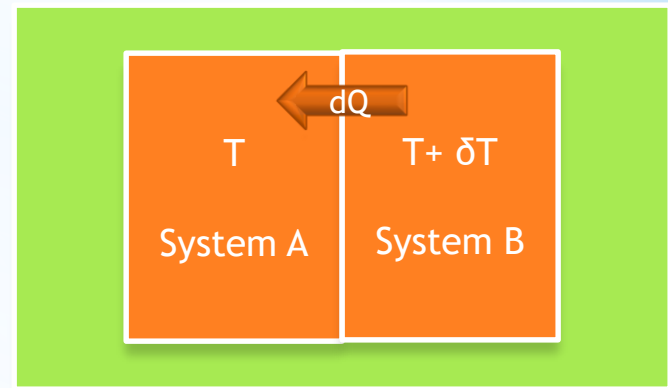 dQ
T
T+ δT
System A
System B